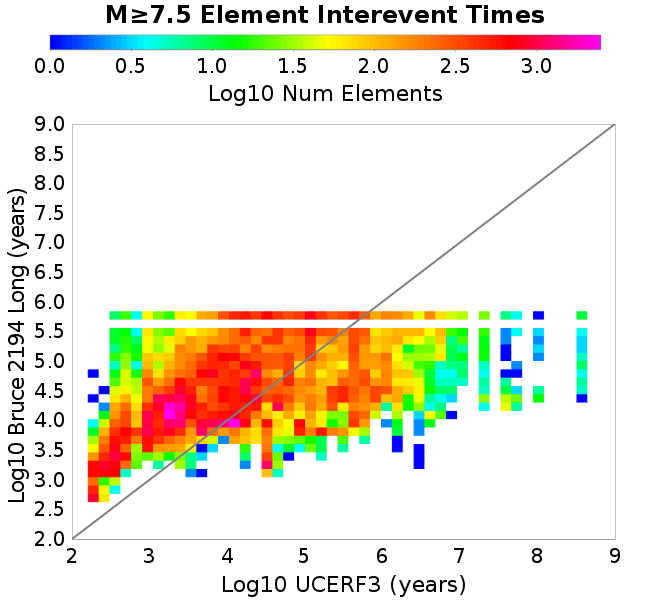 M≥7.5 Element Interevent Times
0.0 0.5 1.0 1.5 2.0 2.5 3.0
Log10 Num Elements
Log10 Bruce 2194 Long (years)
9.0
8.5
8.0
7.5
7.0
6.5
6.0
5.5
5.0
4.5
4.0
3.5
3.0
2.5
2.0
2 3 4 5 6 7 8 9
Log10 UCERF3 (years)